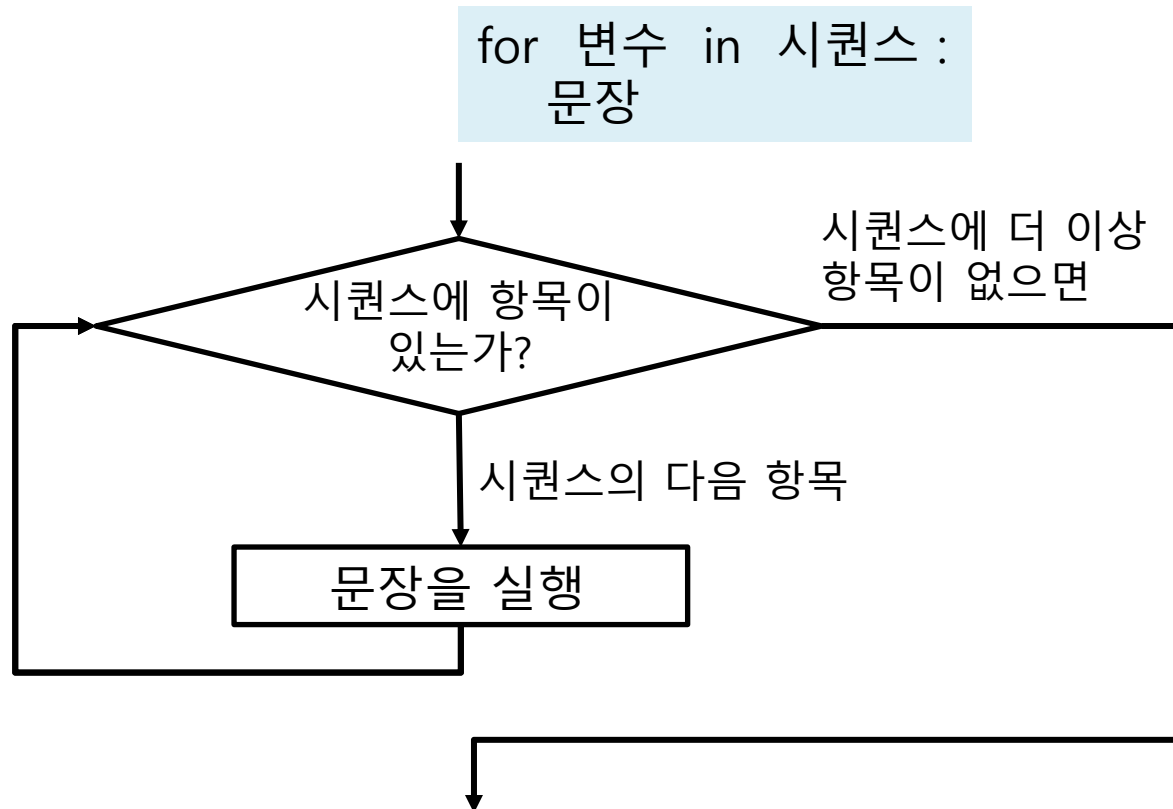 for 변수 in 시퀀스 :
문장
시퀀스에 더 이상
항목이 없으면
시퀀스에 항목이
있는가?
시퀀스의 다음 항목
문장을 실행